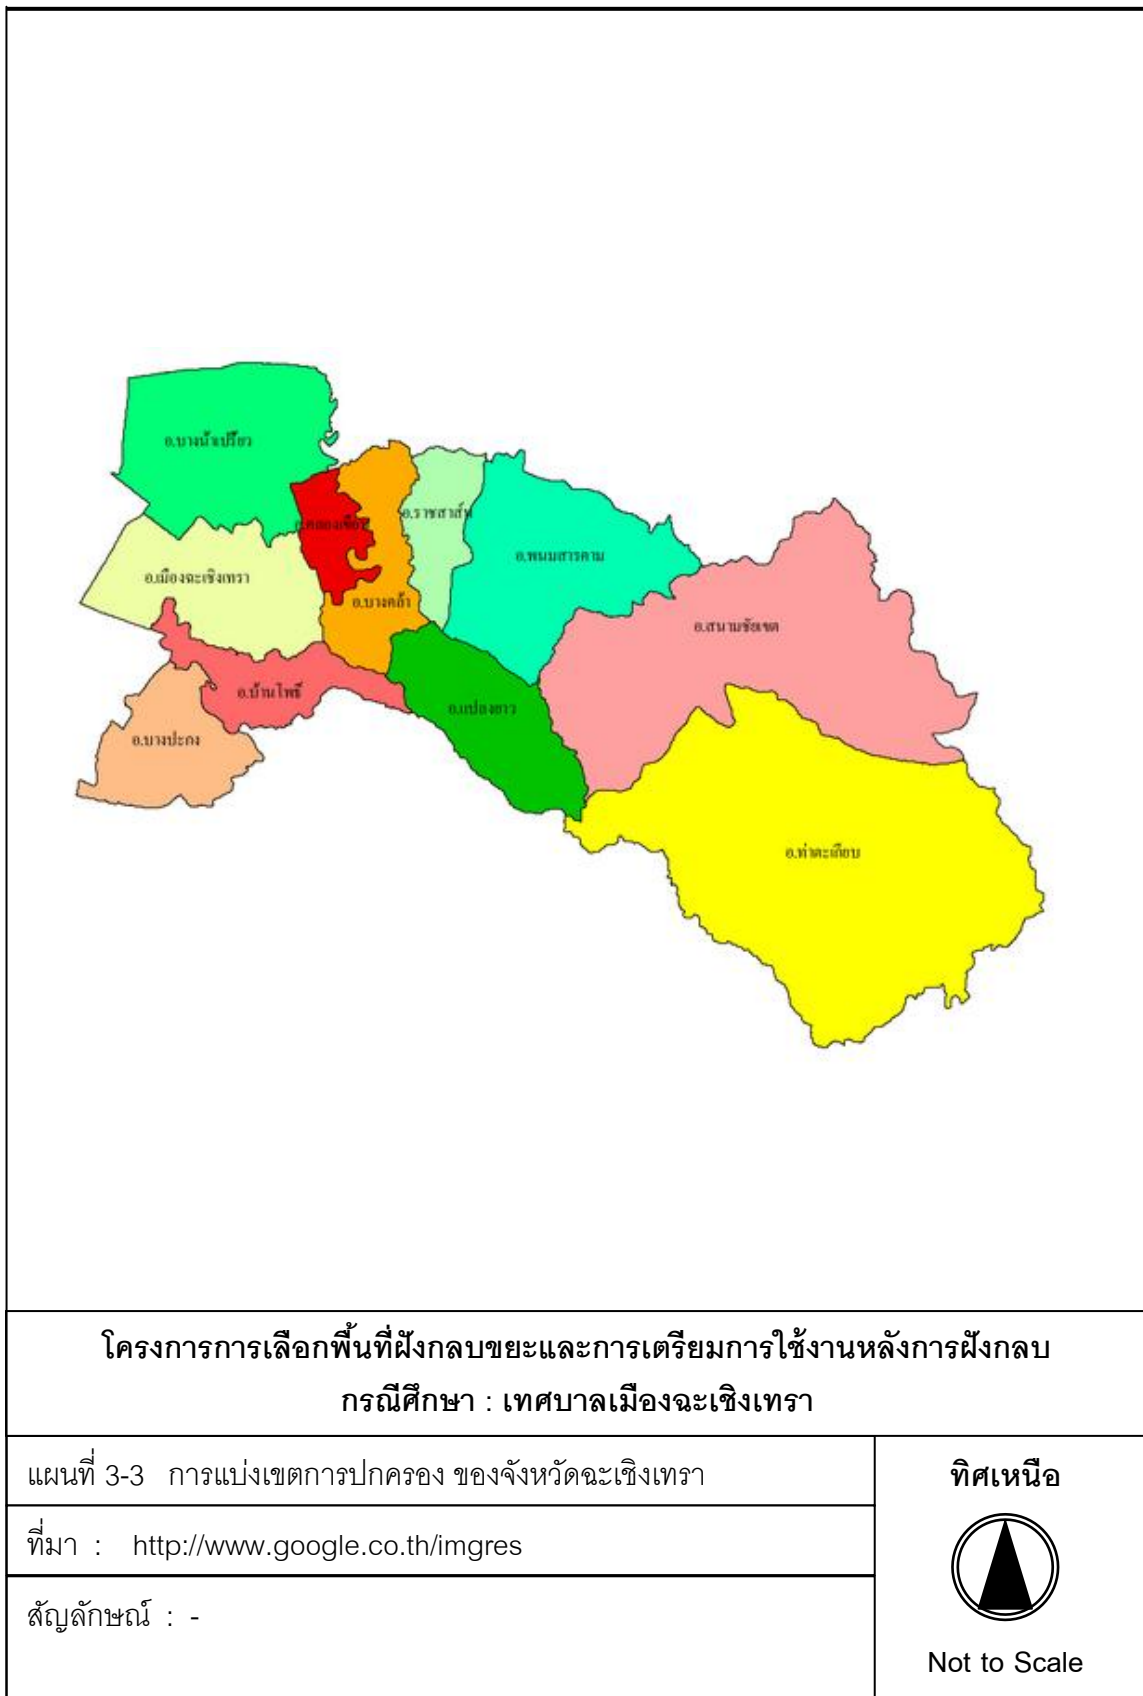 อ.บางน้ำเปรี้ยว
อ.คลองเขื่อน
อ.ราชสาส์น
อ.พนมสารคาม
อ.เมืองฉะเชิงเทรา
อ.บางคล้า
อ.สนามชัยเขต
อ.บ้านโพธิ์
อ.แปลงยาว
อ.บางปะกง
อ.ท่าตะเกียบ
โครงการการเลือกพื้นที่ฝังกลบขยะและการเตรียมการใช้งานหลังการฝังกลบ
กรณีศึกษา : เทศบาลเมืองฉะเชิงเทรา
แผนที่ 3-3 การแบ่งเขตการปกครอง ของจังหวัดฉะเชิงเทรา
ที่มา : http://www.google.co.th/imgres
สัญลักษณ์ : -
ทิศเหนือ
Not to Scale